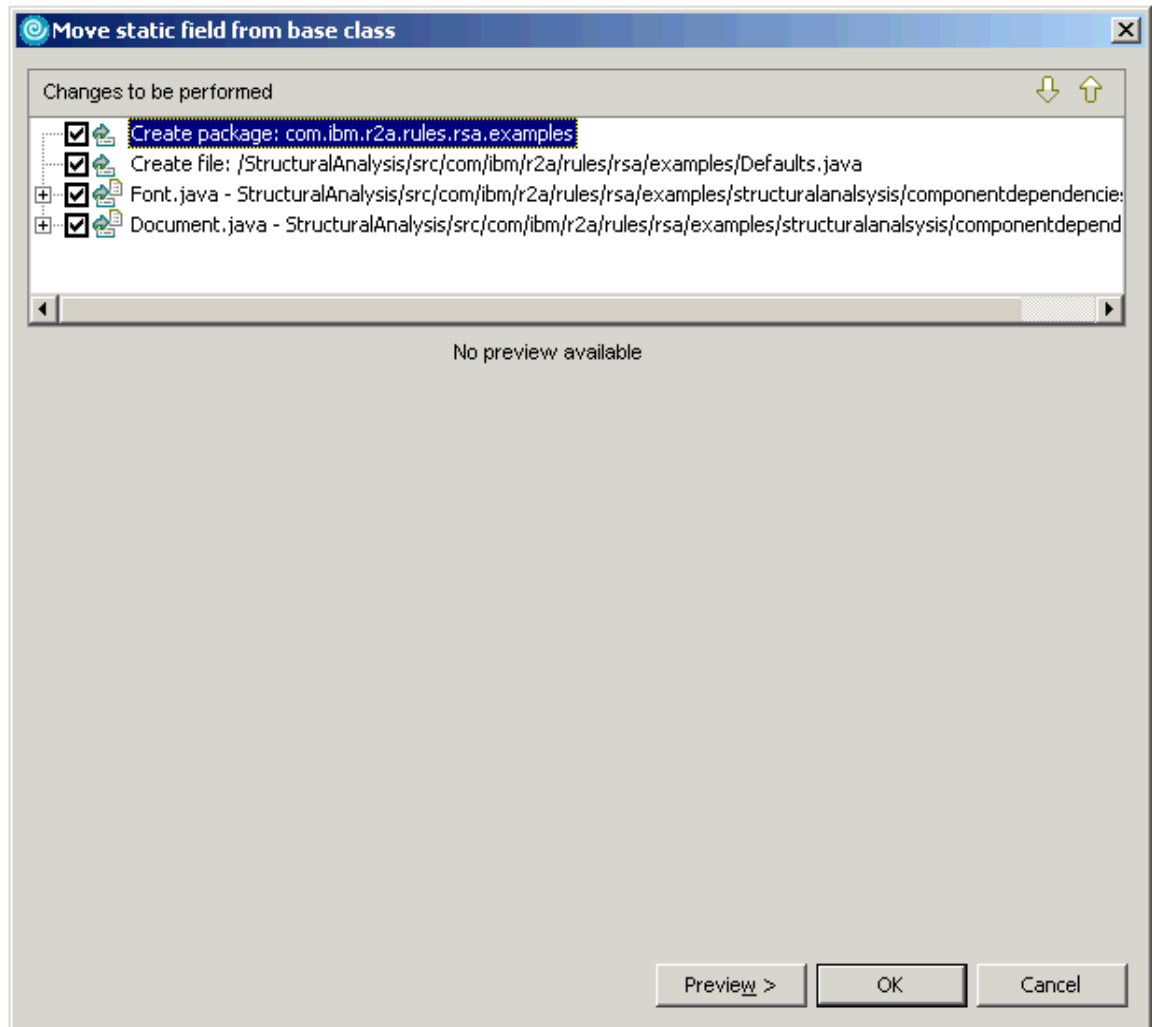 Move static field from base class
Changes to be performed
Create package: com.ibm.r2a.rules.rsa.examples
Create file: /StructuralAnalysis/src/com/ibm/r2a/rules/rsa/examples/Defaults.java
Font.java - StructuralAnalysis/src/com/ibm/r2a/rules/rsa/examples/structuralanalsysis/componentdependencies
Document.java - StructuralAnalysis/src/com/ibm/r2a/rules/rsa/examples/structuralanalsysis/componentdepend
No preview available
Preview >
OK
Cancel